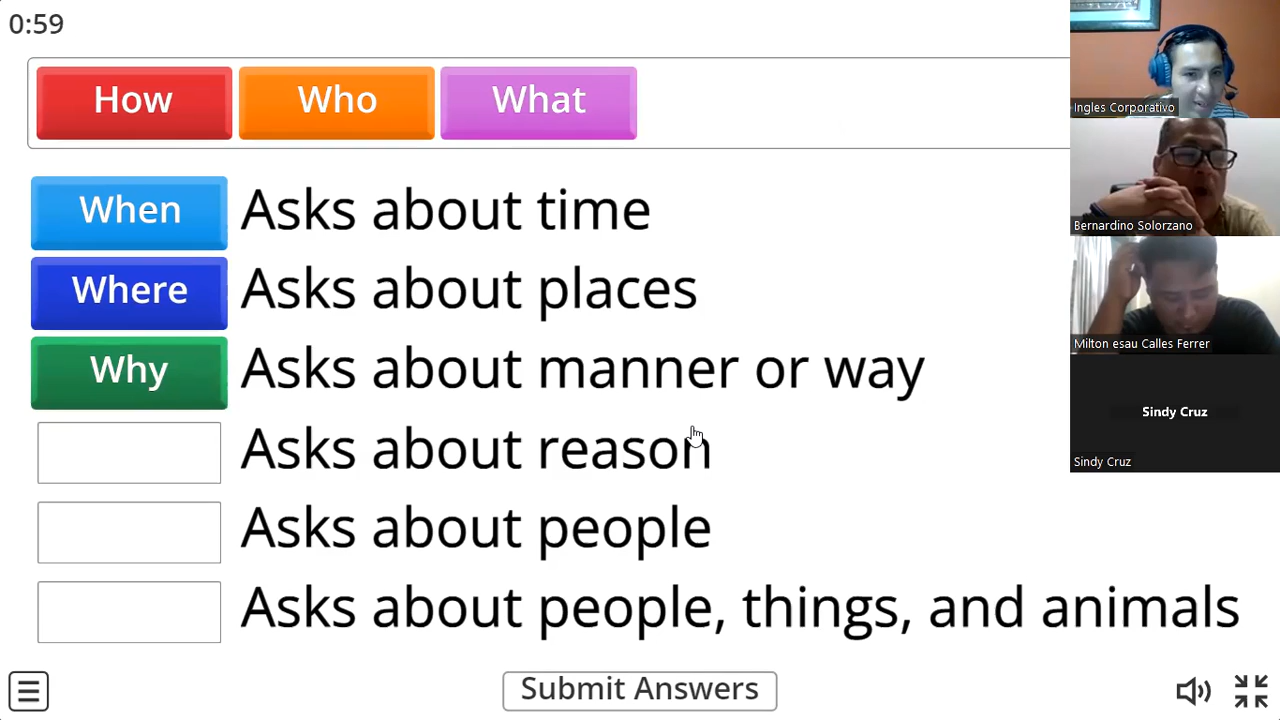 0:59
How Who What
When Asks about time
Where Asks about places
Why Asks about manner or way
Asks about reason
Asks about people
Asks about people, things, and animals
Submit Answers
Ingles Corporativo
Bernardino Solorzano
Milton esau Calles Ferrer
Sindy Cruz
Sindy Cruz